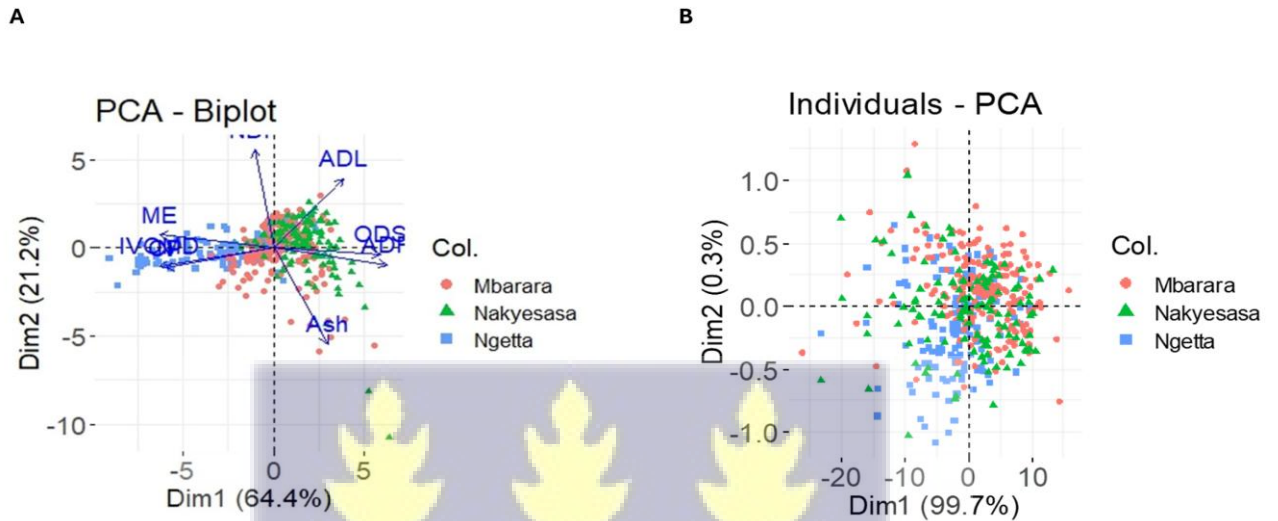 A
B
PCA - Biplot
ADL
ME
Ash
5
0
-5
-10
-5
0
5
Dim2 (21.2%)
Dim1 (64.4%)
Col.
Mbarara
Nakyesasa
Ngetta
Individuals - PCA
1.0
0.5
0.0
-0.5
-1.0
-20
-10
0
10
Dim2 (0.3%)
Dim1 (99.7%)
Col.
Mbarara
Nakyesasa
Ngetta